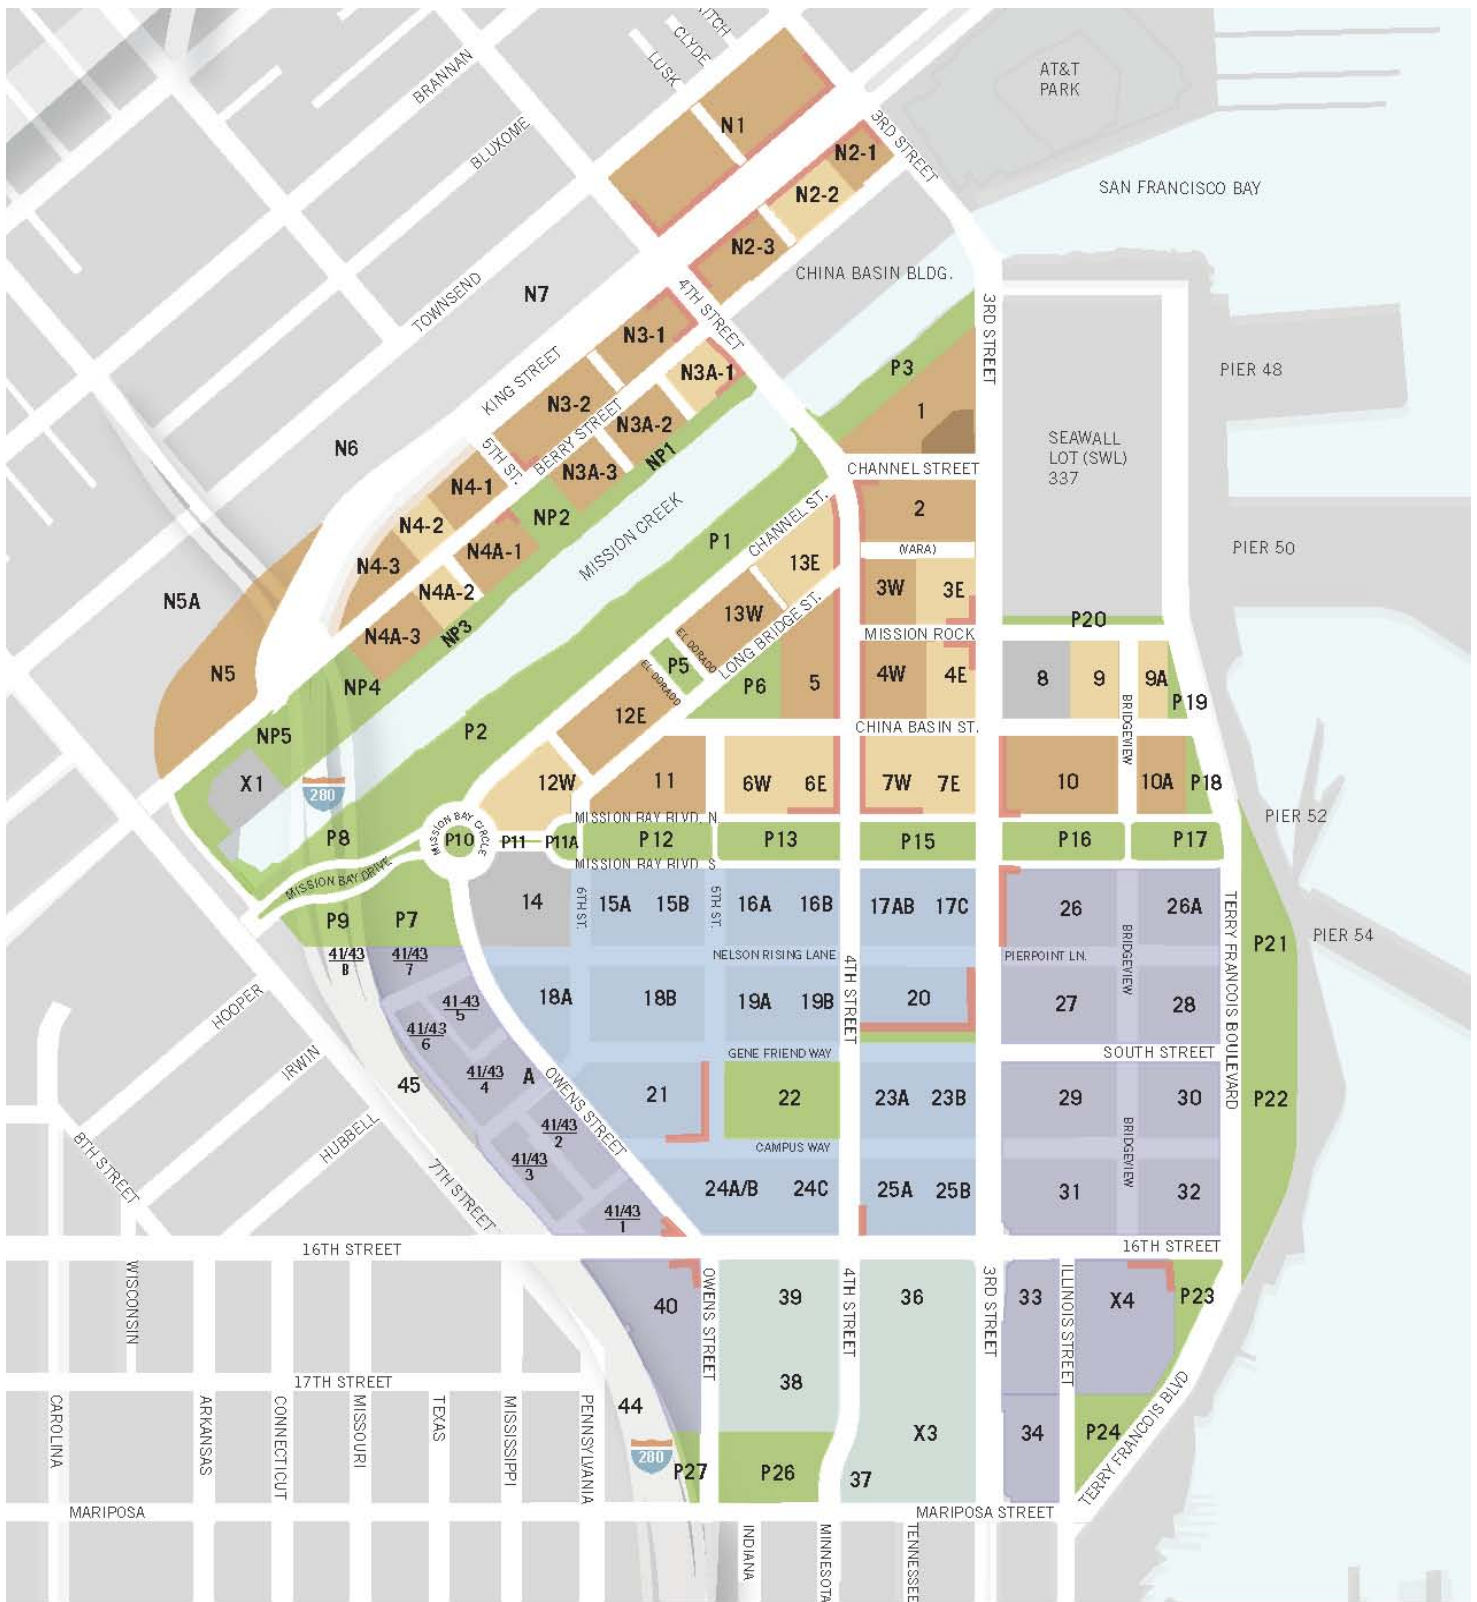 ITCH
CLYDE
LUSK
BRANNAN
BLUXOME
TOWNSEND
KING STREET
BERRY STREET
5TH ST.
4TH STREET
3RD STREET
AT&T
PARK
SAN FRANCISCO BAY
CHINA BASIN BLDG.
N1
N2-1
N2-2
N2-3
N7
N3-1
N3A-1
N3-2
N3A-2
N3A-3
NP1
N6
N4-1
N4-2
N4-3
NP2
N4A-1
N4A-2
N4A-3
NP3
NP4
N5A
N5
NP5
X1
280
MISSION CREEK
3RD STREET
P3
1
CHANNEL STREET
SEAWALL
LOT (SWL)
337
PIER 48
PIER 50
PIER 52
PIER 54
P1
P2
CHANNEL ST.
LONG BRIDGE ST.
EL DORADO
EL DORADO
13E
13W
P5
P6
5
12E
12W
11
2
(VARA)
3W
3E
MISSION ROCK
4W
4E
CHINA BASIN ST.
P20
8
9
9A
P19
BRIDGEVIEW
6W
6E
7W
7E
10
10A
P18
MISSION BAY BLVD. N.
MISSION BAY CIRCLE
P8
P10
P11
P11A
P12
P13
P15
P16
P17
MISSION BAY BLVD. S
MISSION BAY DRIVE
P9
P7
14
6TH ST.
15A
15B
5TH ST.
16A
16B
17AB
17C
26
26A
BRIDGEVIEW
TERRY FRANCOIS BOULEVARD
P21
NELSON RISING LANE
PIERPOINT LN.
41/43
8
41/43
7
41-43
5
41/43
6
41/43
4
A
41/43
2
41/43
3
41/43
1
OWENS STREET
18A
18B
19A
19B
4TH STREET
20
27
28
GENE FRIEND WAY
SOUTH STREET
21
22
23A
23B
29
30
P22
BRIDGEVIEW
CAMPUS WAY
24A/B
24C
25A
25B
31
32
HOOPER
IRWIN
HUBBELL
8TH STREET
7TH STREET
45
16TH STREET
16TH STREET
WISCONSIN
40
OWENS STREET
39
4TH STREET
36
3RD STREET
33
ILLINOIS STREET
X4
P23
17TH STREET
38
44
280
CAROLINA
ARKANSAS
CONNECTICUT
MISSOURI
TEXAS
MISSISSIPPI
PENNSYLVANIA
X3
34
P24
TERRY FRANCOIS BLVD
P27
P26
37
MARIPOSA
MARIPOSA STREET
INDIANA
MINNESOTA
TENNESSEE